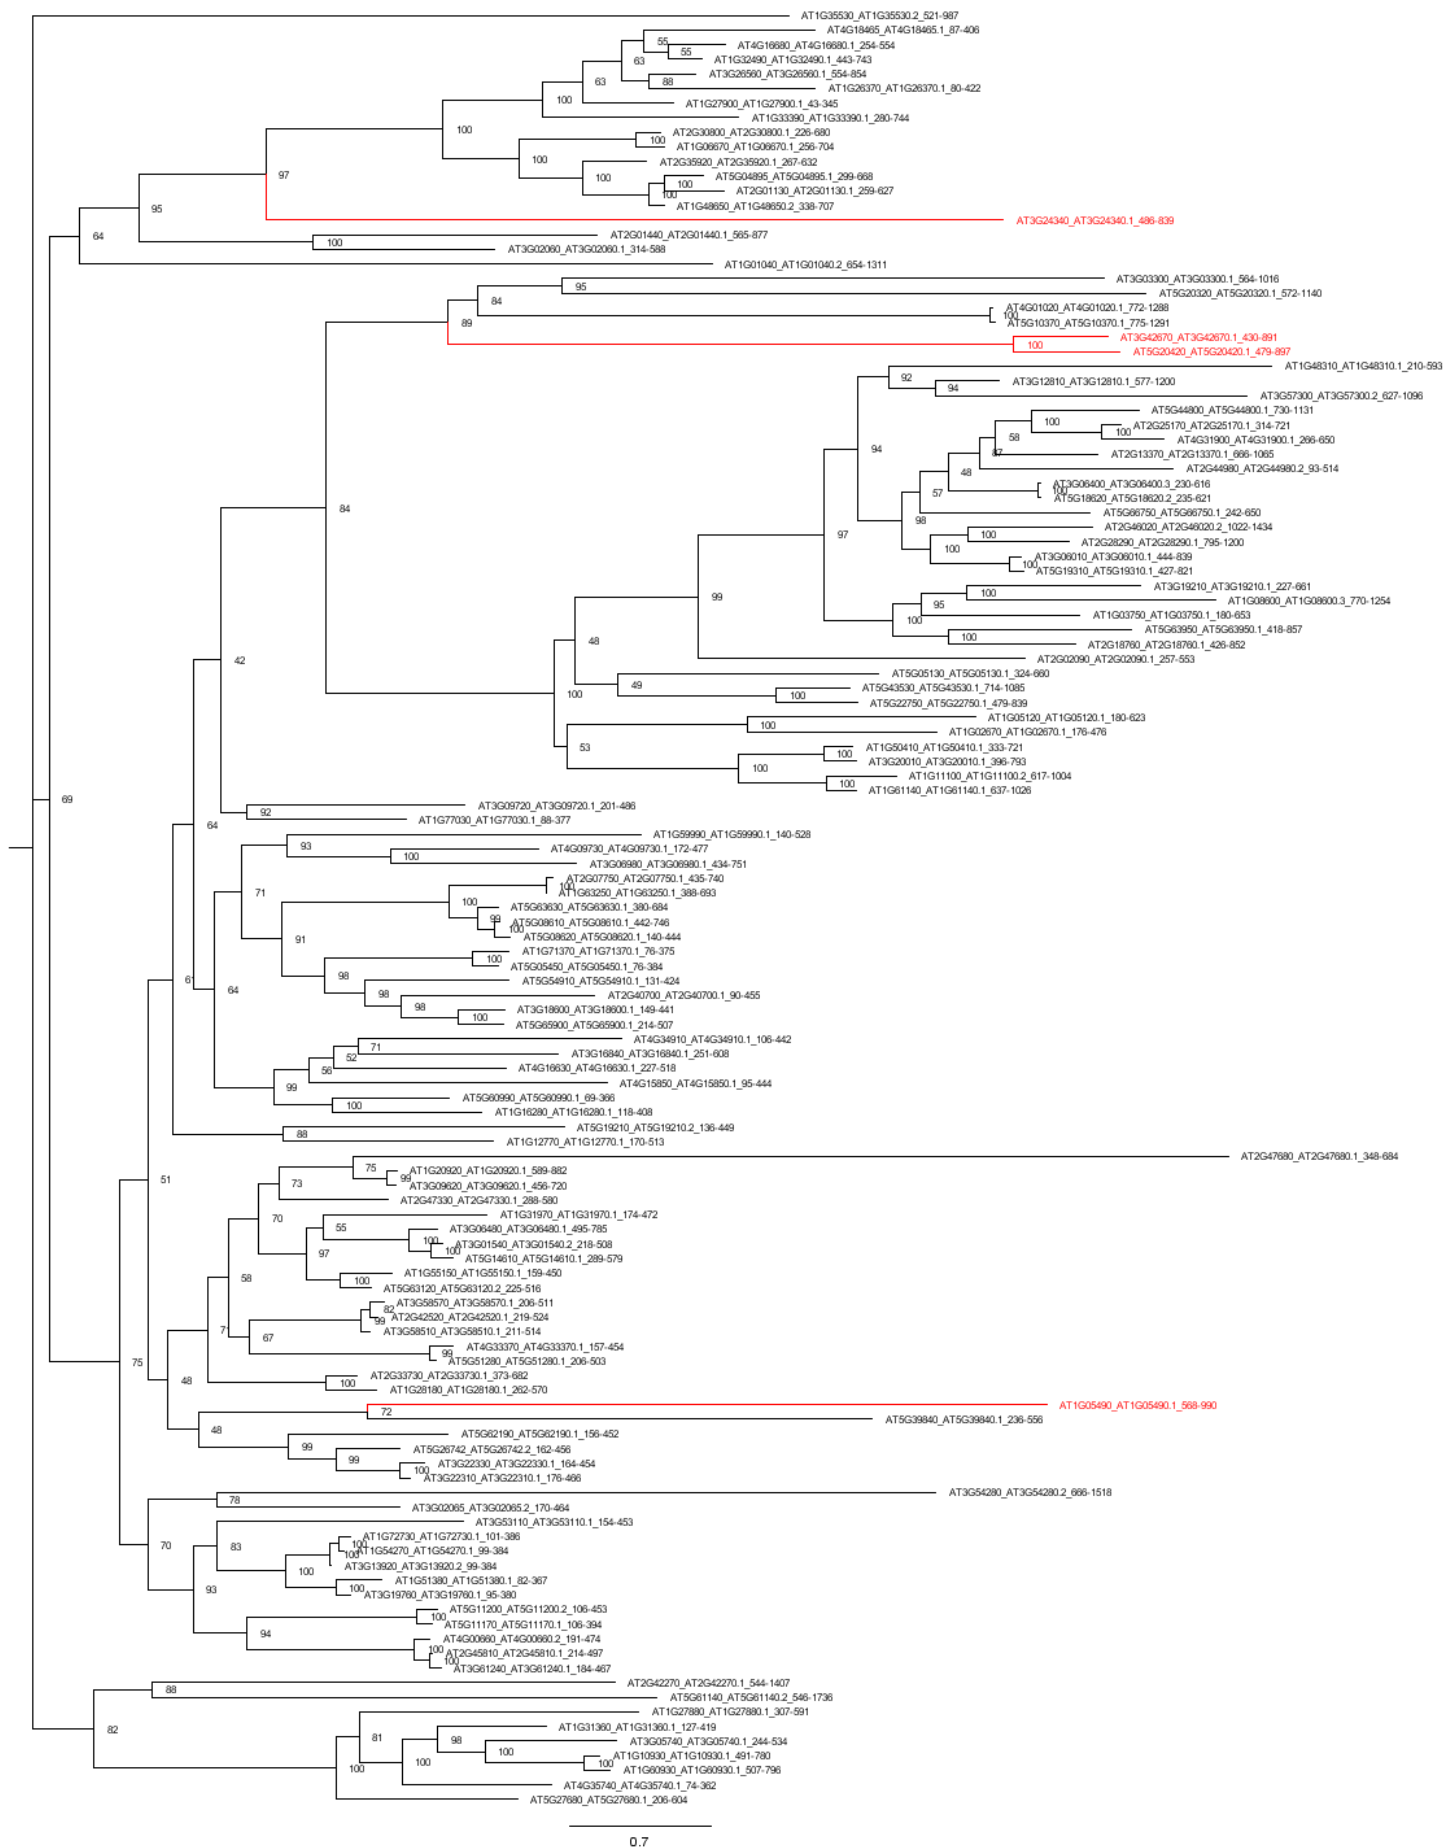 AT1G35530_AT1G35530.2_521-987
AT4G18465_AT4G18465.1_87-406
55
AT4G16680_AT4G16680.1_254-554
55
AT1G32490_AT1G32490.1_443-743
63
AT3G26560_AT3G26560.1_554-854
63
88
AT1G26370_AT1G26370.1_80-422
100
AT1G27900_AT1G27900.1_43-345
AT1G33390_AT1G33390.1_280-744
100
AT2G30800_AT2G30800.1_226-680
100
AT1G06670_AT1G06670.1_256-704
100
AT2G35920_AT2G35920.1_267-632
97
100
AT5G04895_AT5G04895.1_299-668
100
AT2G01130_AT2G01130.1_259-627
100
AT1G48650_AT1G48650.2_338-707
95
AT3G24340_AT3G24340.1_486-839
64
AT2G01440_AT2G01440.1_565-877
100
AT3G02060_AT3G02060.1_314-588
AT1G01040_AT1G01040.2_654-1311
AT3G03300_AT3G03300.1_564-1016
95
AT5G20320_AT5G20320.1_572-1140
84
AT4G01020_AT4G01020.1_772-1288
100
AT5G10370_AT5G10370.1_775-1291
89
AT3G42670_AT3G42670.1_430-891
100
AT5G20420_AT5G20420.1_479-897
AT1G48310_AT1G48310.1_210-593
92
AT3G12810_AT3G12810.1_577-1200
94
AT3G57300_AT3G57300.2_627-1096
AT5G44800_AT5G44800.1_730-1131
100
AT2G25170_AT2G25170.1_314-721
100
58
AT4G31900_AT4G31900.1_266-650
94
87
AT2G13370_AT2G13370.1_666-1065
AT2G44980_AT2G44980.2_93-514
48
AT3G06400_AT3G06400.3_230-616
100
57
AT5G18620_AT5G18620.2_235-621
84
AT5G66750_AT5G66750.1_242-650
98
AT2G46020_AT2G46020.2_1022-1434
97
100
AT2G28290_AT2G28290.1_795-1200
100
AT3G06010_AT3G06010.1_444-839
100
AT5G19310_AT5G19310.1_427-821
AT3G19210_AT3G19210.1_227-661
100
99
AT1G08600_AT1G08600.3_770-1254
95
AT1G03750_AT1G03750.1_180-653
100
AT5G63950_AT5G63950.1_418-857
100
48
AT2G18760_AT2G18760.1_426-852
42
AT2G02090_AT2G02090.1_257-553
AT5G05130_AT5G05130.1_324-660
49
AT5G43530_AT5G43530.1_714-1085
100
100
AT5G22750_AT5G22750.1_479-839
AT1G05120_AT1G05120.1_180-623
100
AT1G02670_AT1G02670.1_176-476
53
AT1G50410_AT1G50410.1_333-721
100
AT3G20010_AT3G20010.1_396-793
100
AT1G11100_AT1G11100.2_617-1004
100
AT1G61140_AT1G61140.1_637-1026
69
AT3G09720_AT3G09720.1_201-486
92
AT1G77030_AT1G77030.1_88-377
64
AT1G59990_AT1G59990.1_140-528
93
AT4G09730_AT4G09730.1_172-477
100
AT3G06980_AT3G06980.1_434-751
AT2G07750_AT2G07750.1_435-740
100
71
AT1G63250_AT1G63250.1_388-693
100
AT5G63630_AT5G63630.1_380-684
99
AT5G08610_AT5G08610.1_442-746
100
AT5G08620_AT5G08620.1_140-444
91
AT1G71370_AT1G71370.1_76-375
100
AT5G05450_AT5G05450.1_76-384
98
61
AT5G54910_AT5G54910.1_131-424
64
98
AT2G40700_AT2G40700.1_90-455
98
AT3G18600_AT3G18600.1_149-441
100
AT5G65900_AT5G65900.1_214-507
AT4G34910_AT4G34910.1_106-442
71
AT3G16840_AT3G16840.1_251-608
52
AT4G16630_AT4G16630.1_227-518
56
AT4G15850_AT4G15850.1_95-444
99
AT5G60990_AT5G60990.1_69-366
100
AT1G16280_AT1G16280.1_118-408
AT5G19210_AT5G19210.2_136-449
88
AT1G12770_AT1G12770.1_170-513
AT2G47680_AT2G47680.1_348-684
75
AT1G20920_AT1G20920.1_589-882
99
51
73
AT3G09620_AT3G09620.1_456-720
AT2G47330_AT2G47330.1_288-580
70
AT1G31970_AT1G31970.1_174-472
55
AT3G06480_AT3G06480.1_495-785
100
AT3G01540_AT3G01540.2_218-508
100
97
AT5G14610_AT5G14610.1_289-579
AT1G55150_AT1G55150.1_159-450
58
100
AT5G63120_AT5G63120.2_225-516
AT3G58570_AT3G58570.1_206-511
82
AT2G42520_AT2G42520.1_219-524
99
71
AT3G58510_AT3G58510.1_211-514
67
AT4G33370_AT4G33370.1_157-454
99
75
AT5G51280_AT5G51280.1_206-503
AT2G33730_AT2G33730.1_373-682
48
100
AT1G28180_AT1G28180.1_262-570
AT1G05490_AT1G05490.1_568-990
72
AT5G39840_AT5G39840.1_236-556
48
AT5G62190_AT5G62190.1_156-452
99
AT5G26742_AT5G26742.2_162-456
99
AT3G22330_AT3G22330.1_164-454
100
AT3G22310_AT3G22310.1_176-466
AT3G54280_AT3G54280.2_666-1518
78
AT3G02065_AT3G02065.2_170-464
AT3G53110_AT3G53110.1_154-453
AT1G72730_AT1G72730.1_101-386
70
83
100
AT1G54270_AT1G54270.1_99-384
100
AT3G13920_AT3G13920.2_99-384
100
AT1G51380_AT1G51380.1_82-367
93
100
AT3G19760_AT3G19760.1_95-380
AT5G11200_AT5G11200.2_106-453
100
AT5G11170_AT5G11170.1_106-394
94
AT4G00660_AT4G00660.2_191-474
100
AT2G45810_AT2G45810.1_214-497
100
AT3G61240_AT3G61240.1_184-467
AT2G42270_AT2G42270.1_544-1407
88
AT5G61140_AT5G61140.2_546-1736
AT1G27880_AT1G27880.1_307-591
82
AT1G31360_AT1G31360.1_127-419
81
98
AT3G05740_AT3G05740.1_244-534
100
AT1G10930_AT1G10930.1_491-780
100
100
100
AT1G60930_AT1G60930.1_507-796
AT4G35740_AT4G35740.1_74-362
AT5G27680_AT5G27680.1_206-604
0.7